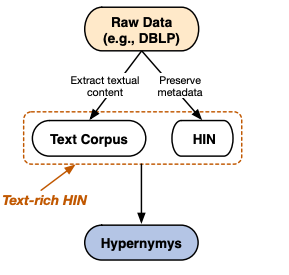 Raw Data
(e.g., DBLP)
Extract textual
content
Preserve
metadata
Text Corpus
HIN
Text-rich HIN
Hypernymys